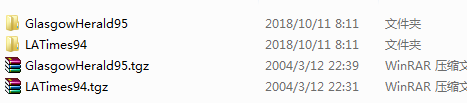 GlasgowHerald95 2018/10/11 8:11 文件夹
LATimes94 2018/10/11 8:11 文件夹
GlasgowHerald95.tgz 2004/3/12 22:39 WinRAR 压缩文
LATimes94.tgz 2004/3/12 22:31 WinRAR 压缩文